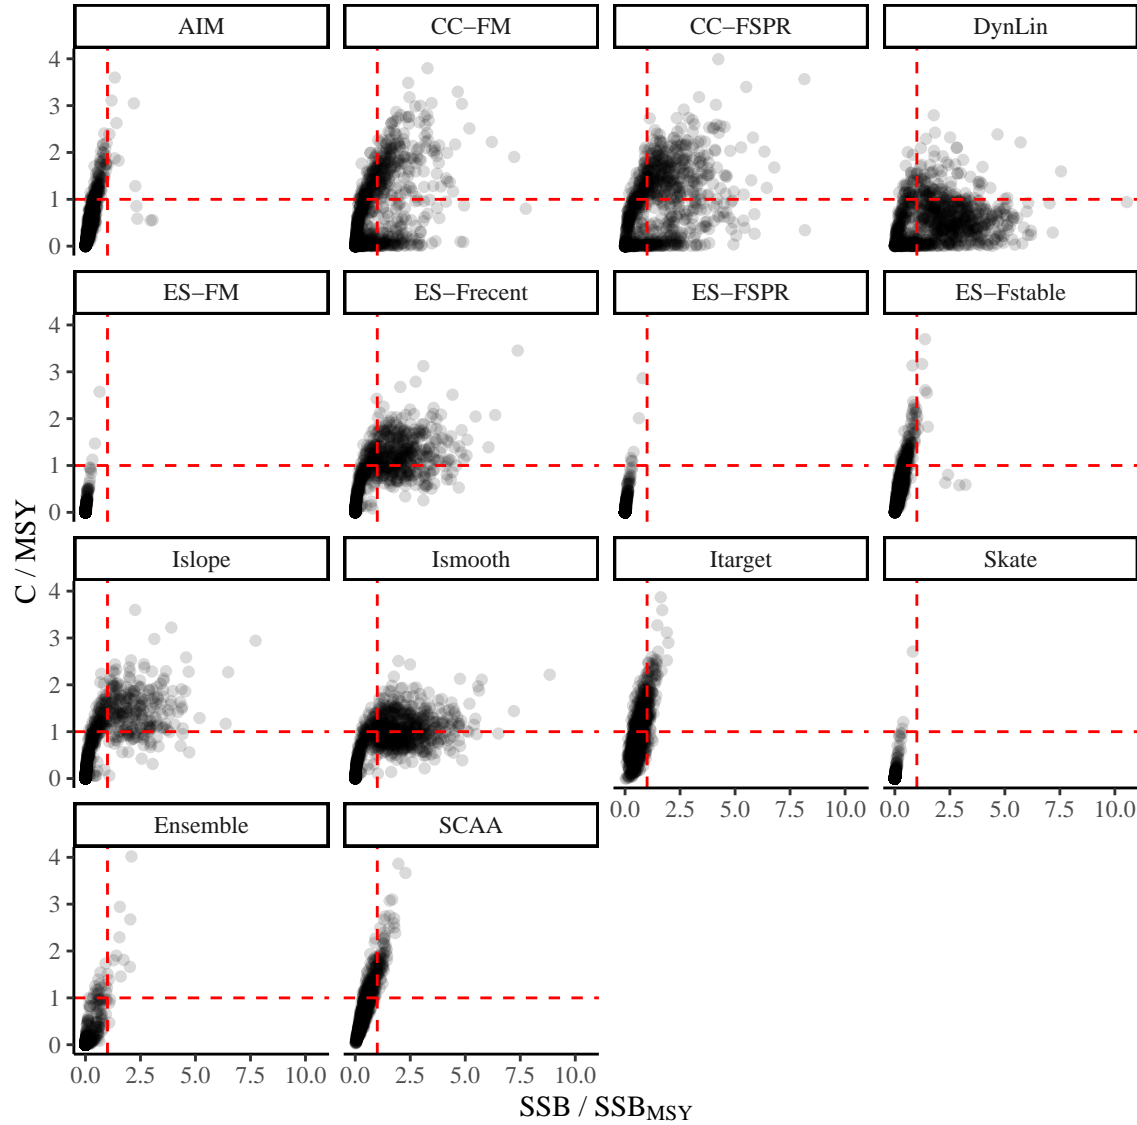 AIM CC−FM CC−FSPR DynLin
4
3
2
1
0
ES−FM ES−Frecent ES−FSPR ES−Fstable
4
3
2
1
0
C / MSY
Islope Ismooth Itarget Skate
4
3
2
1
0
0.0 2.5 5.0 7.5 10.0 0.0 2.5 5.0 7.5 10.0
Ensemble SCAA
4
3
2
1
0
0.0 2.5 5.0 7.5 10.0 0.0 2.5 5.0 7.5 10.0
SSB / SSB_MSY